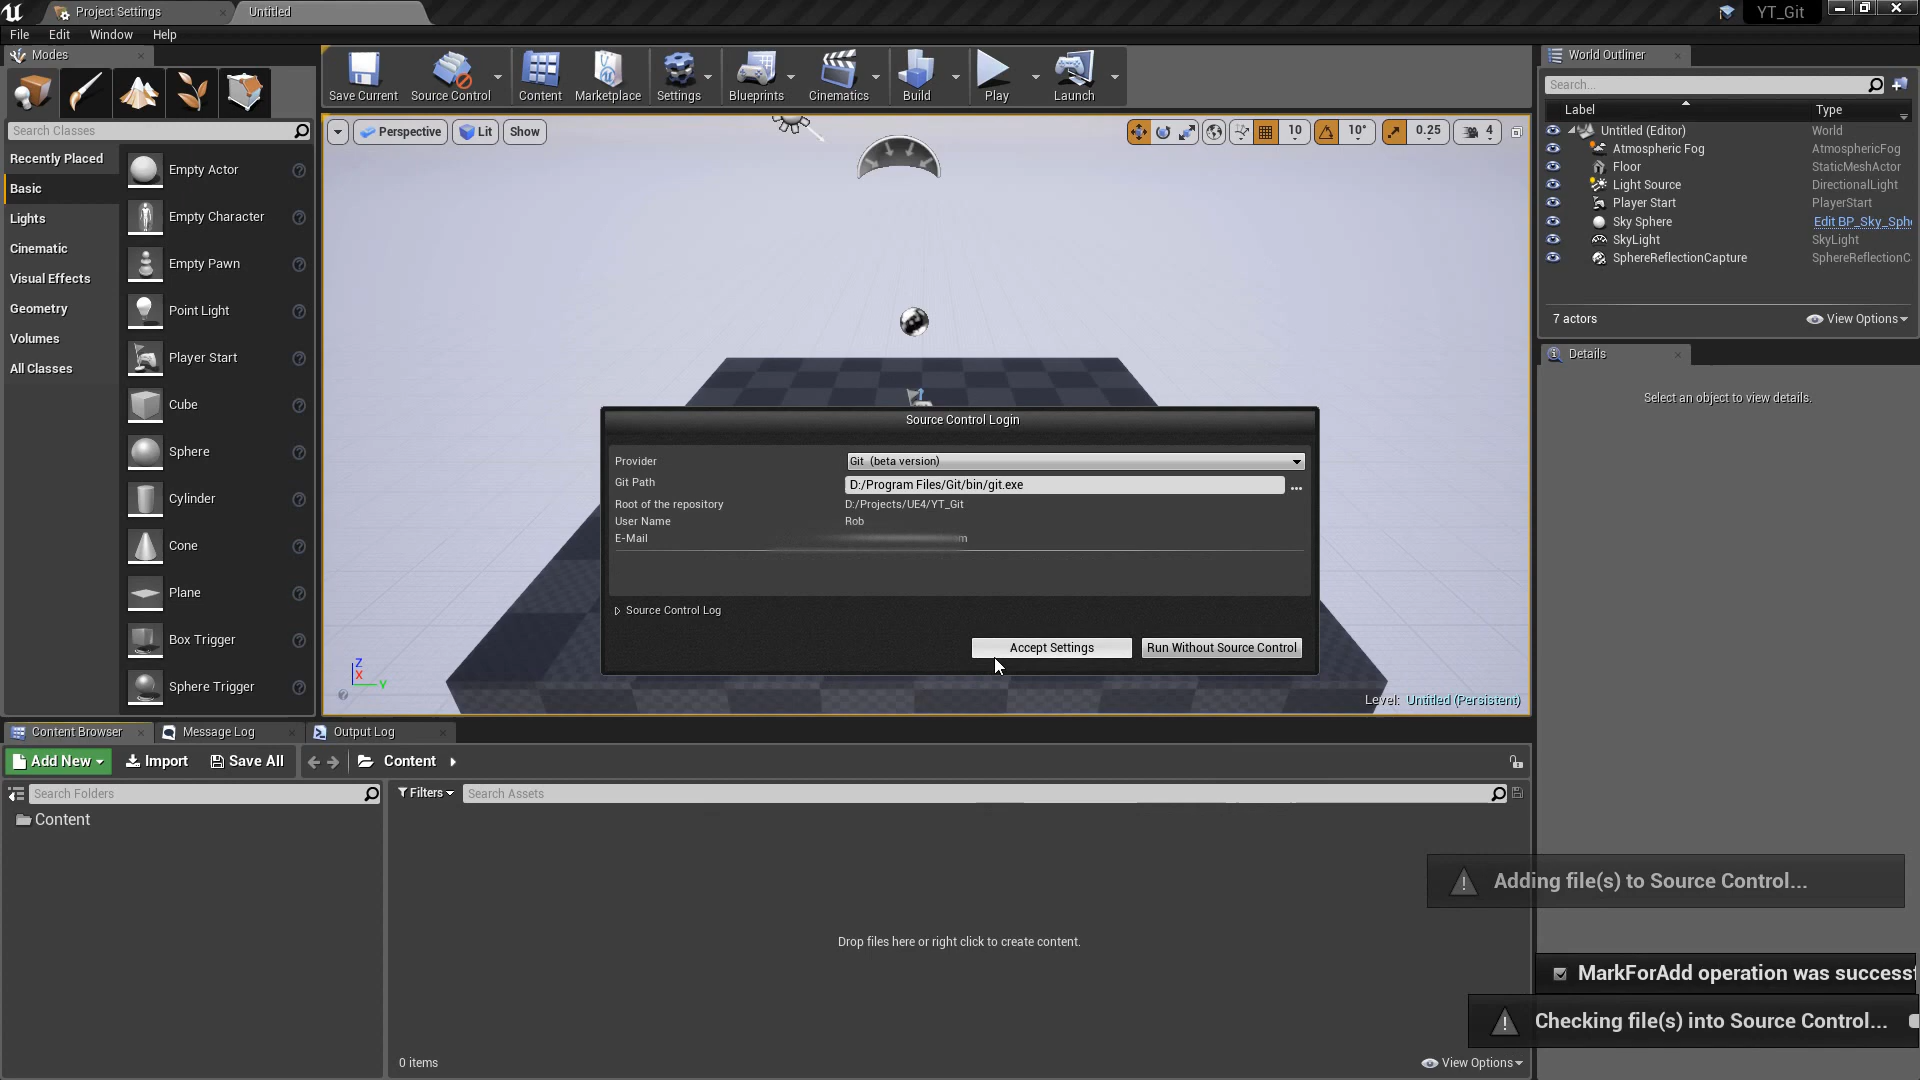 Project Settings
Untitled
YT_Git
File Edit Window Help
Modes
Search Classes
Recently Placed
Basic
Lights
Cinematic
Visual Effects
Geometry
Volumes
All Classes
Empty Actor
Empty Character
Empty Pawn
Point Light
Player Start
Cube
Sphere
Cylinder
Cone
Plane
Box Trigger
Sphere Trigger
Save Current
Source Control
Content
Marketplace
Settings
Blueprints
Cinematics
Build
Play
Launch
Perspective
Lit
Show
10
10°
0.25
4
Z
X
Y
Level: Untitled (Persistent)
Source Control Login
Provider Git (beta version)
Git Path D:/Program Files/Git/bin/git.exe ...
Root of the repository D:/Projects/UE4/YT_Git
User Name Rob
E-Mail m
Source Control Log
Accept Settings
Run Without Source Control
World Outliner
Search...
Label Type
Untitled (Editor) World
Atmospheric Fog AtmosphericFog
Floor StaticMeshActor
Light Source DirectionalLight
Player Start PlayerStart
Sky Sphere Edit BP_Sky_Sph
SkyLight SkyLight
SphereReflectionCapture SphereReflectionC
7 actors
View Options
Details
Select an object to view details.
Content Browser
Message Log
Output Log
Add New
Import
Save All
Content
Search Folders
Content
Filters
Search Assets
Drop files here or right click to create content.
0 items
View Options
Adding file(s) to Source Control...
MarkForAdd operation was successf
Checking file(s) into Source Control...